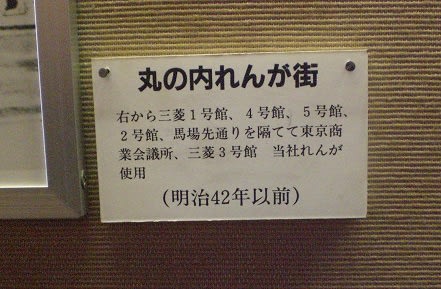 丸の内れんが街
右から三菱１号館、４号館、５号館、
２号館、馬場先通りを隔てて東京商
業会議所、三菱３号館　当社れんが
使用
（明治42年以前）